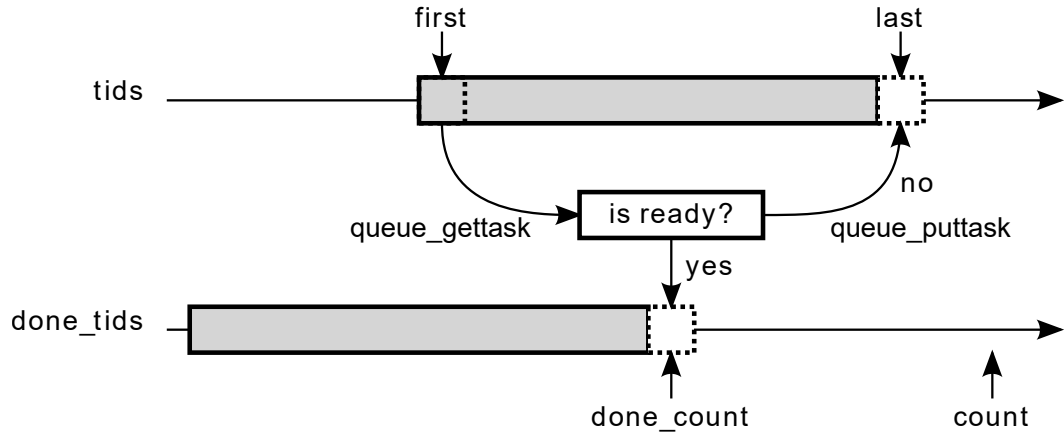 first
last
tids
no
is ready?
queue_gettask
queue_puttask
yes
done_tids
done_count
count